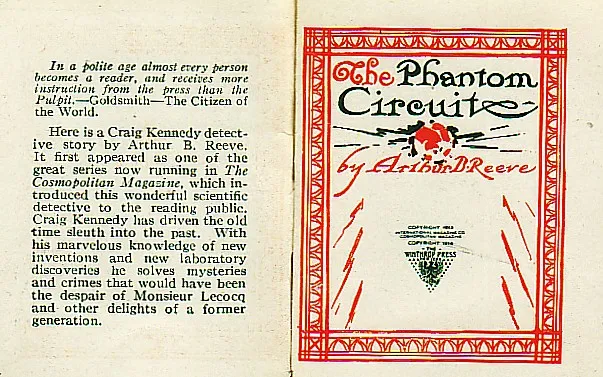 In a polite age almost every person
becomes a reader, and receives more
instruction from the press than the
Pulpit.—Goldsmith—The Citizen of
the World.
Here is a Craig Kennedy detect-
ive story by Arthur B. Reeve.
It first appeared as one of the
great series now running in The
Cosmopolitan Magazine, which in-
troduced this wonderful scientific
detective to the reading public.
Craig Kennedy has driven the old
time sleuth into the past. With
his marvelous knowledge of new
inventions and new laboratory
discoveries he solves mysteries
and crimes that would have been
the despair of Monsieur Lecocq
and other delights of a former
generation.
The Phantom
Circuit
by Arthur B. Reeve
INTERNATIONAL MAGAZINE CO.
COSMOPOLITAN MAGAZINE
THE
WINTHROP PRESS